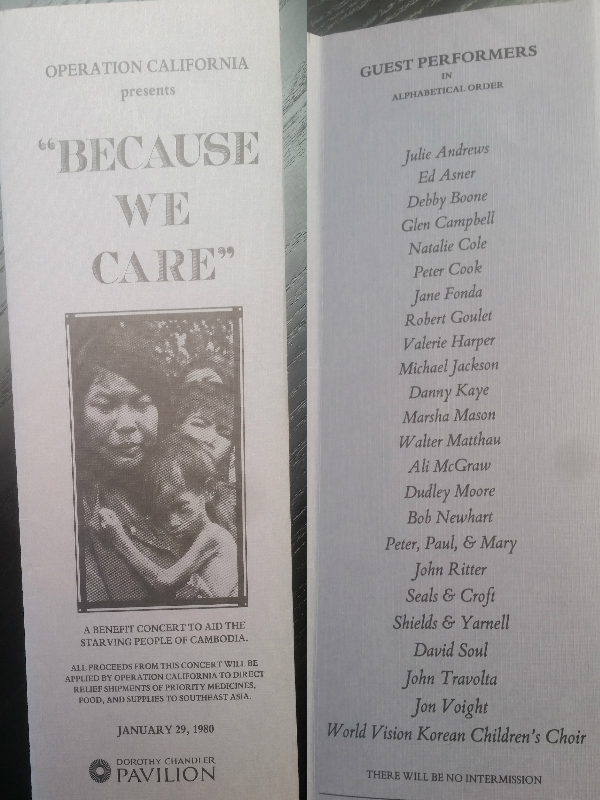 OPERATION CALIFORNIA
presents
“BECAUSE
WE
CARE”
A BENEFIT CONCERT TO AID THE
STARVING PEOPLE OF CAMBODIA.
ALL PROCEEDS FROM THIS CONCERT WILL BE
APPLIED BY OPERATION CALIFORNIA TO DIRECT
RELIEF SHIPMENTS OF PRIORITY MEDICINES,
FOOD, AND SUPPLIES TO SOUTHEAST ASIA.
JANUARY 29, 1980
DOROTHY CHANDLER
PAVILION
GUEST PERFORMERS
IN
ALPHABETICAL ORDER
Julie Andrews
Ed Asner
Debby Boone
Glen Campbell
Natalie Cole
Peter Cook
Jane Fonda
Robert Goulet
Valerie Harper
Michael Jackson
Danny Kaye
Marsha Mason
Walter Matthau
Ali McGraw
Dudley Moore
Bob Newhart
Peter, Paul, & Mary
John Ritter
Seals & Croft
Shields & Yarnell
David Soul
John Travolta
Jon Voight
World Vision Korean Children's Choir
THERE WILL BE NO INTERMISSION